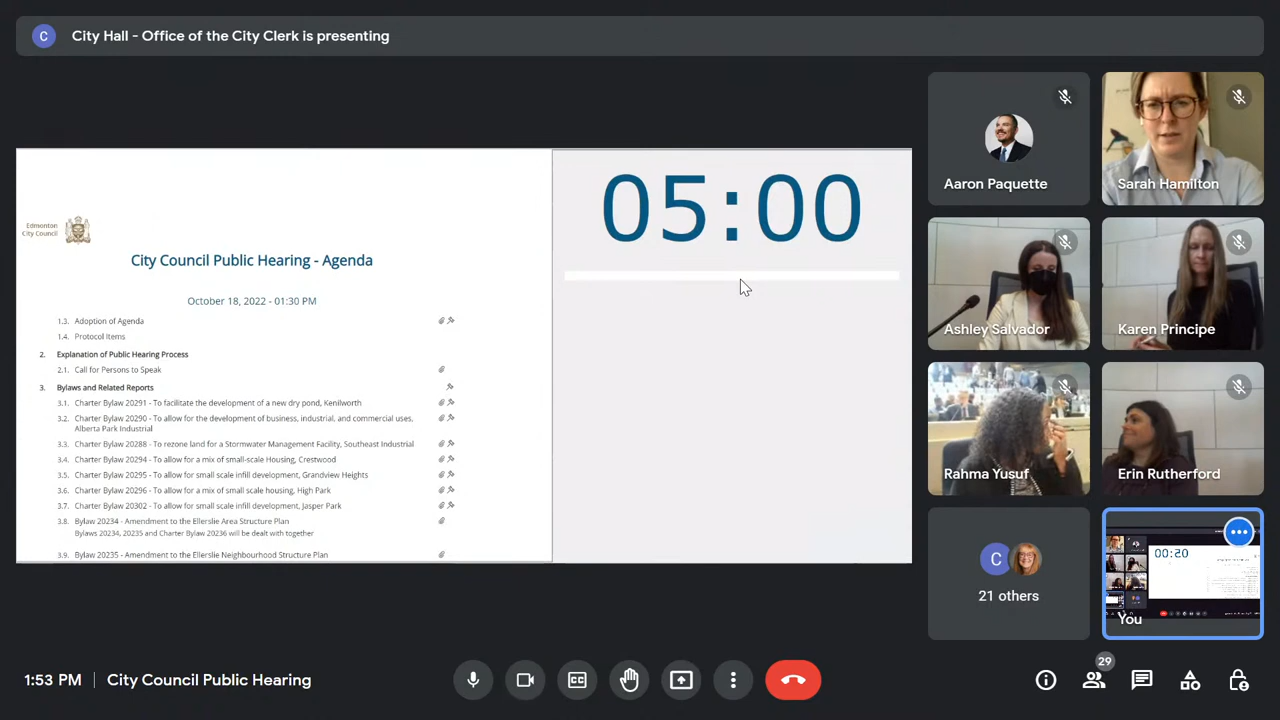 C
City Hall - Office of the City Clerk is presenting
Edmonton
City Council
City Council Public Hearing - Agenda
October 18, 2022 - 01:30 PM
1.3. Adoption of Agenda
1.4. Protocol Items
2. Explanation of Public Hearing Process
2.1. Call for Persons to Speak
3. Bylaws and Related Reports
3.1. Charter Bylaw 20291 - To facilitate the development of a new dry pond, Kenilworth
3.2. Charter Bylaw 20290 - To allow for the development of business, industrial, and commercial uses,
Alberta Park Industrial
3.3. Charter Bylaw 20288 - To rezone land for a Stormwater Management Facility, Southeast Industrial
3.4. Charter Bylaw 20294 - To allow for a mix of small-scale Housing, Crestwood
3.5. Charter Bylaw 20295 - To allow for small scale infill development, Grandview Heights
3.6. Charter Bylaw 20296 - To allow for a mix of small scale housing, High Park
3.7. Charter Bylaw 20302 - To allow for small scale infill development, Jasper Park
3.8. Bylaw 20234 - Amendment to the Ellerslie Area Structure Plan
Bylaws 20234, 20235 and Charter Bylaw 20236 will be dealt with together
3.9. Bylaw 20235 - Amendment to the Ellerslie Neighbourhood Structure Plan
05:00
Aaron Paquette
Sarah Hamilton
Ashley Salvador
Karen Principe
Rahma Yusuf
Erin Rutherford
C
21 others
00:20
You
1:53 PM | City Council Public Hearing
CC
29